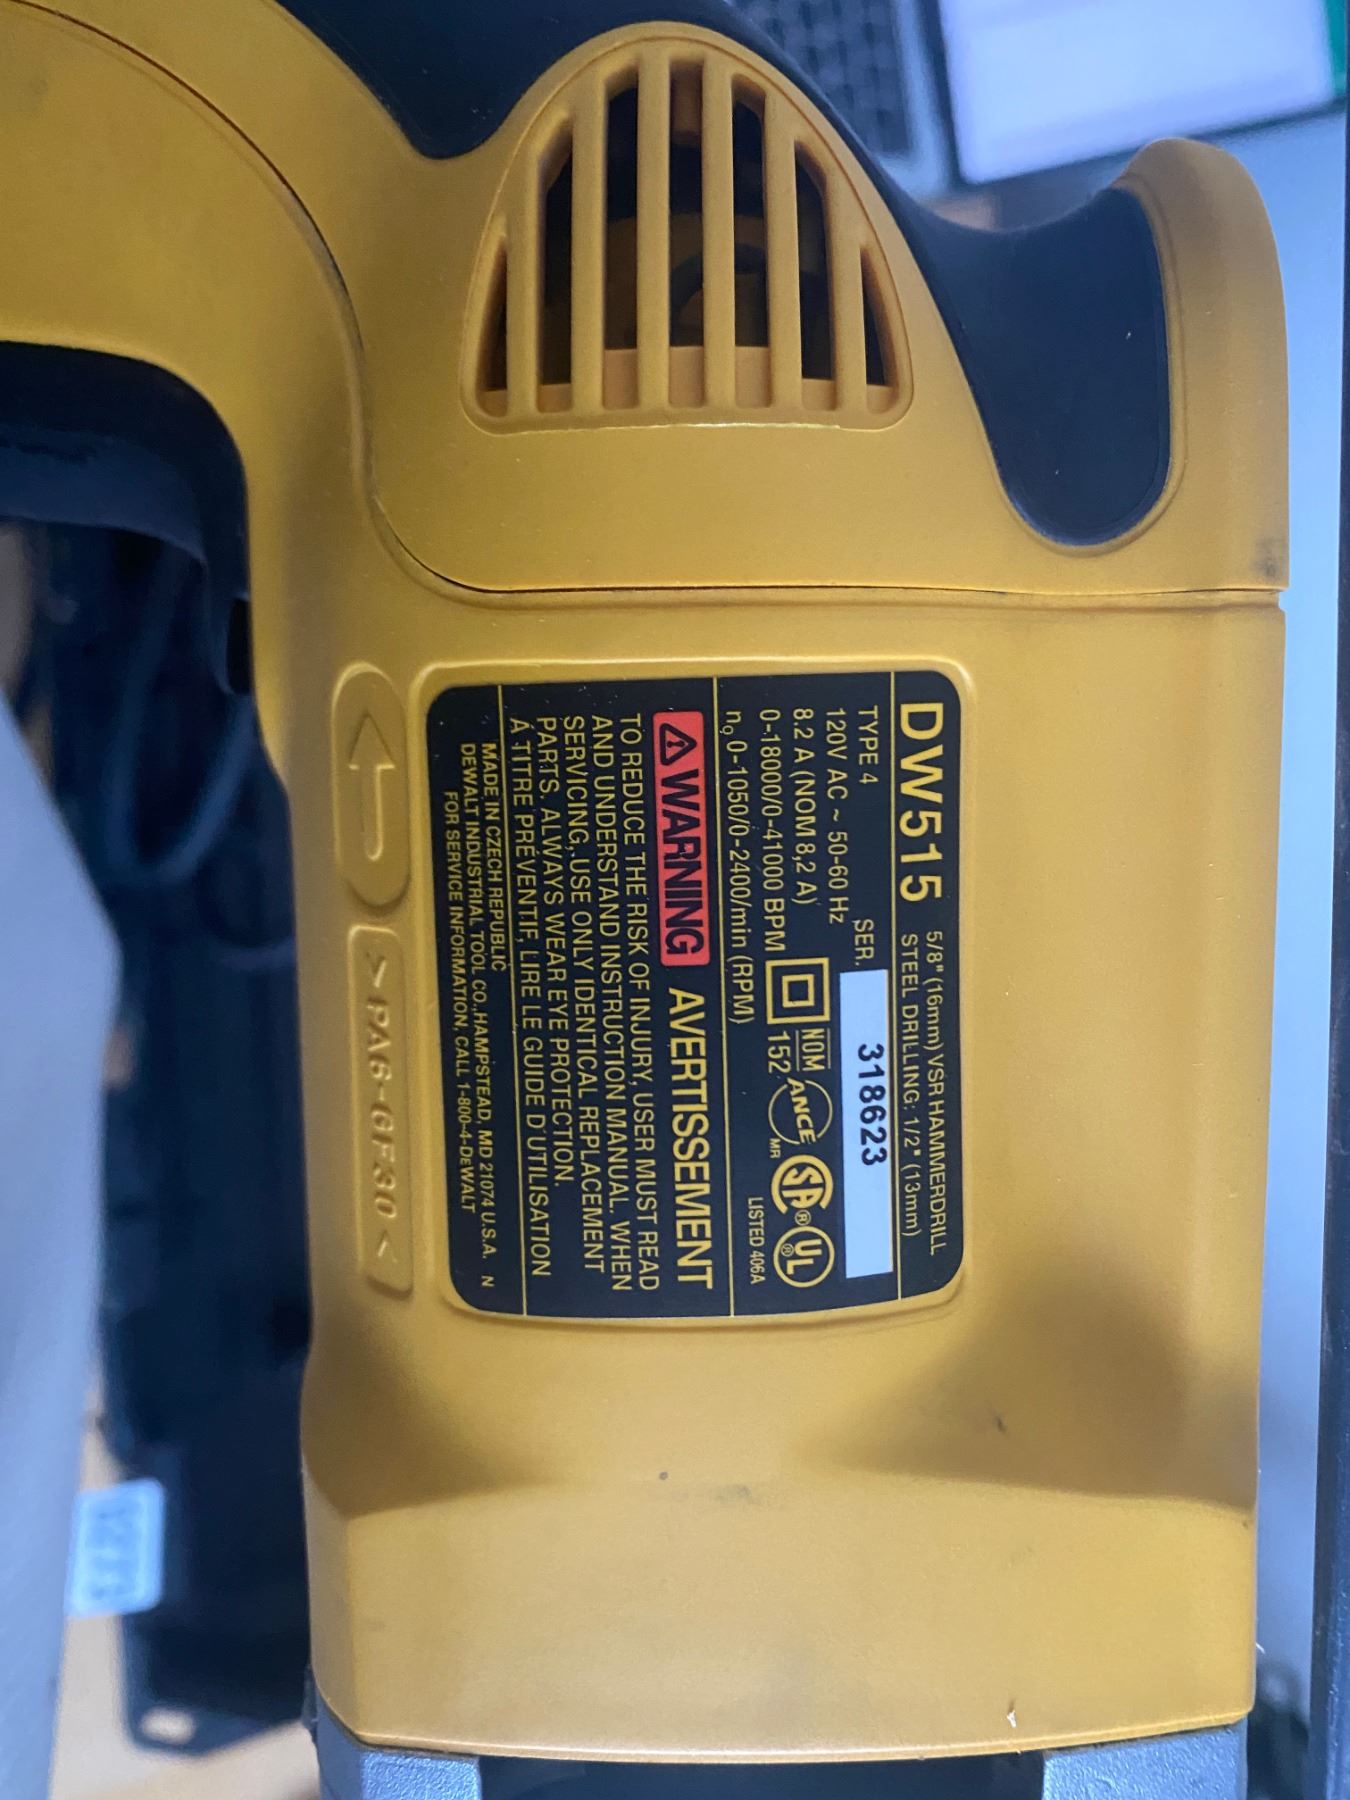 DW515 5/8" (16mm) VSR HAMMERDRILL
STEEL DRILLING: 1/2" (13mm)
TYPE 4
SER. 318623
120V AC ~ 50-60 Hz
8.2 A (NOM 8,2 A)
0-18000/0-41000 BPM
n₀ 0-1050/0-2400/min (RPM)
NOM
152
ANCE
MR
SA ®
UL ®
LISTED 406A
⚠ WARNING AVERTISSEMENT
TO REDUCE THE RISK OF INJURY, USER MUST READ
AND UNDERSTAND INSTRUCTION MANUAL. WHEN
SERVICING, USE ONLY IDENTICAL REPLACEMENT
PARTS. ALWAYS WEAR EYE PROTECTION.
À TITRE PRÉVENTIF, LIRE LE GUIDE D'UTILISATION
MADE IN CZECH REPUBLIC
DEWALT INDUSTRIAL TOOL CO.,HAMPSTEAD, MD 21074 U.S.A. N
FOR SERVICE INFORMATION, CALL 1-800-4-DEWALT
>PA6-GF30<